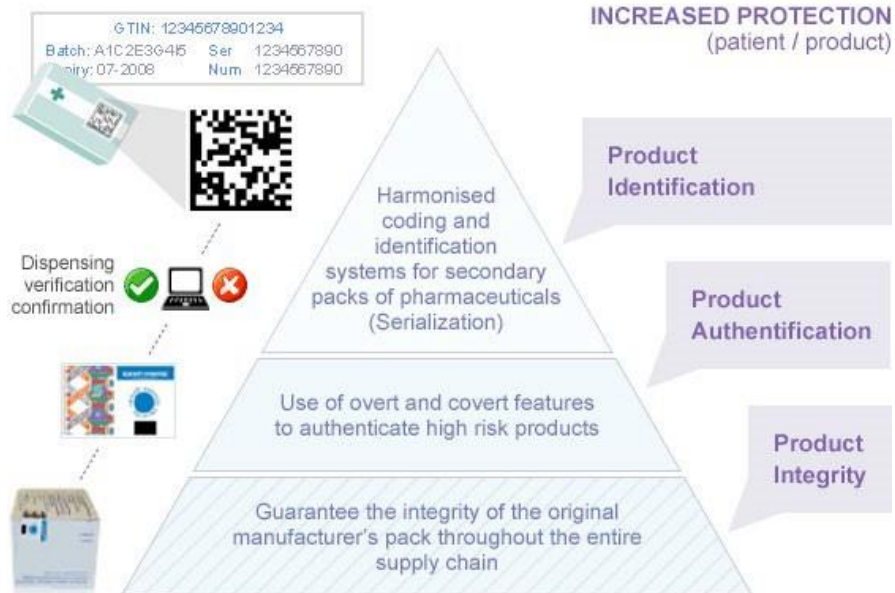 GTIN: 12345678901234
Batch: A1C2E3G4I5 Ser 1234567890
Expiry: 07-2008 Num 1234567890
INCREASED PROTECTION
(patient / product)
Product
Identification
Harmonised
coding and
identification
systems for secondary
packs of pharmaceuticals
(Serialization)
Dispensing
verification
confirmation
Product
Authentification
Use of overt and covert features
to authenticate high risk products
Product
Integrity
Guarantee the integrity of the original
manufacturer's pack throughout the entire
supply chain